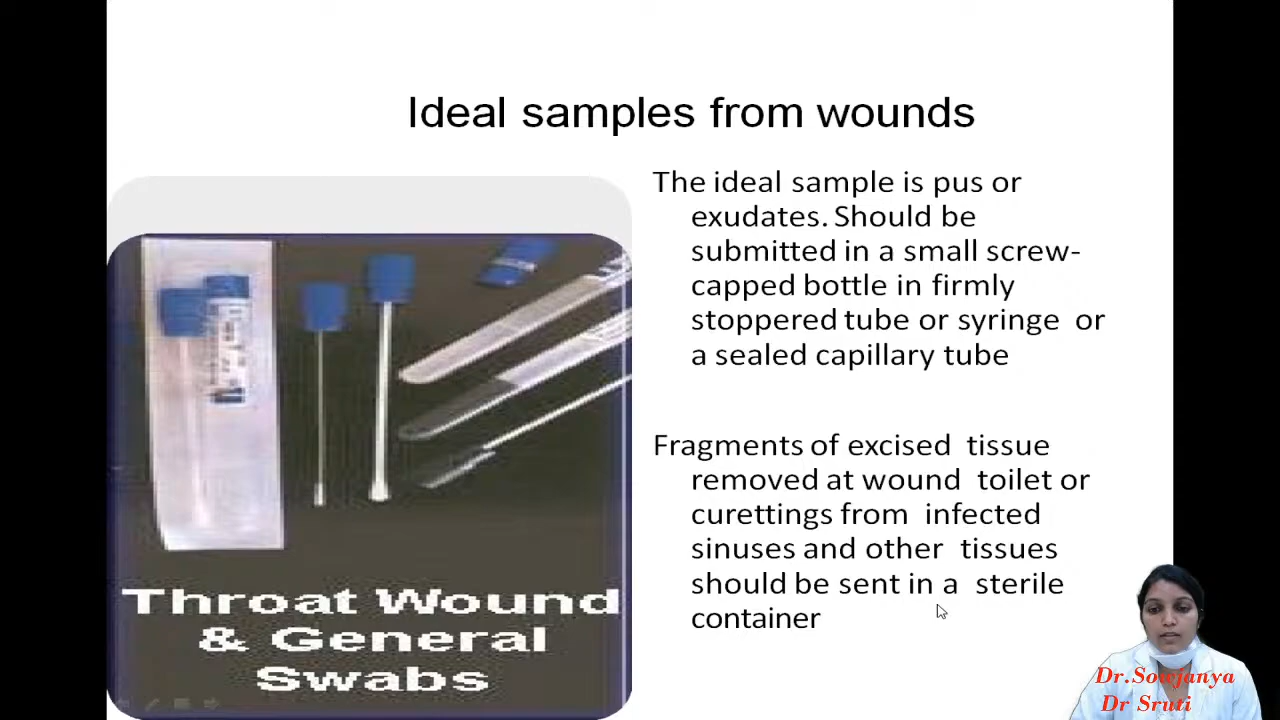 Ideal samples from wounds
The ideal sample is pus or
exudates. Should be
submitted in a small screw-
capped bottle in firmly
stoppered tube or syringe or
a sealed capillary tube
Fragments of excised tissue
removed at wound toilet or
curettings from infected
sinuses and other tissues
should be sent in a sterile
container
Throat Wound
& General
Swabs
Dr.Sowjanya
Dr Sruti